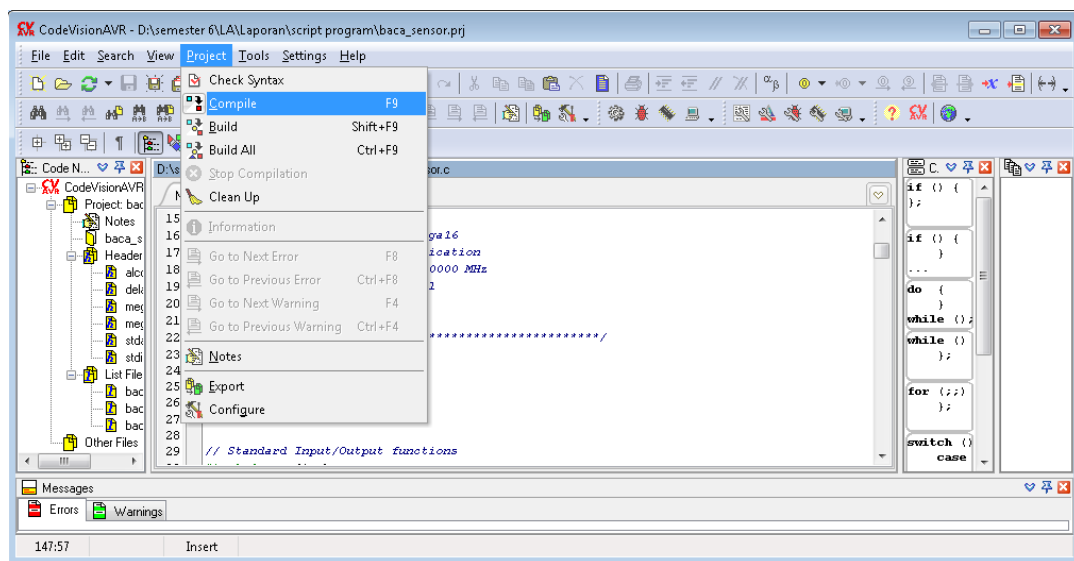 CodeVisionAVR - D:\semester 6\LA\Laporan\script program\baca_sensor.prj
File Edit Search View Project Tools Settings Help
Check Syntax
Compile F9
Build Shift+F9
Build All Ctrl+F9
Stop Compilation
Clean Up
Information
Go to Next Error F8
Go to Previous Error Ctrl+F8
Go to Next Warning F4
Go to Previous Warning Ctrl+F4
Notes
Export
Configure
Code N...
CodeVisionAVR
Project: bac
Notes
baca_s
Header
alco
dela
meg
meg
stda
stdi
List File
bac
bac
bac
Other Files
D:\s
sor.c
N
15
16 ga16
17 ication
18 0000 MHz
19
20
21
22 ***********************/
23
24
25
26
27
28
29 // Standard Input/Output functions
C.
if () {
};
if () {
}
...
do {
}
while ();
while ()
};
for (;;)
};
switch ()
case
Messages
Errors Warnings
147:57 Insert